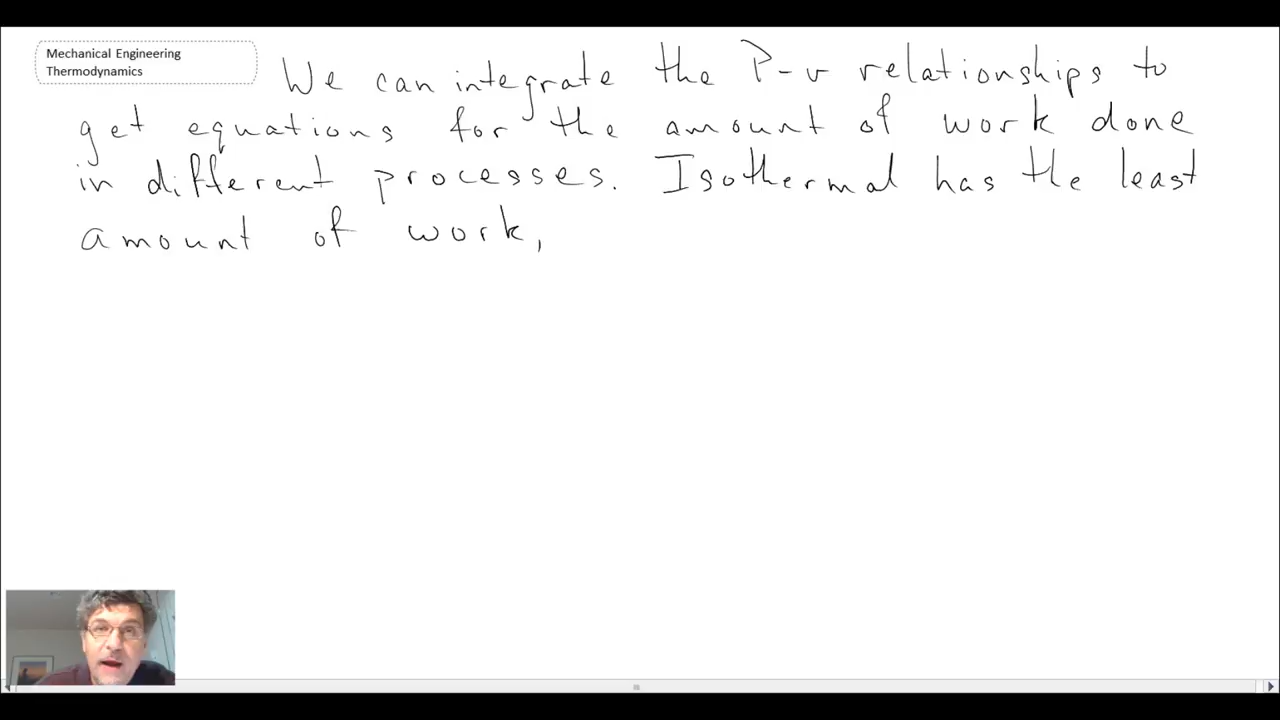 Mechanical Engineering
Thermodynamics
We can integrate the P-v relationships to
get equations for the amount of work done
in different processes. Isothermal has the least
amount of work,